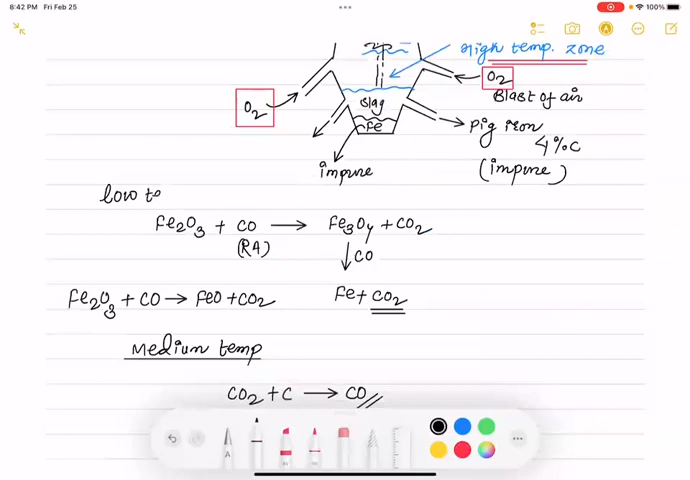 8:42 PM Fri Feb 25
100%
High temp. zone
O2
O2
Blast of air
Slag
Fe
Pig iron
4%C
impure
(impure)
low te
Fe2O3 + CO → Fe3O4 + CO2
(RA)
↓CO
Fe2O3 + CO → FeO + CO2
Fe + CO2
Medium temp
CO2 + C → CO
A